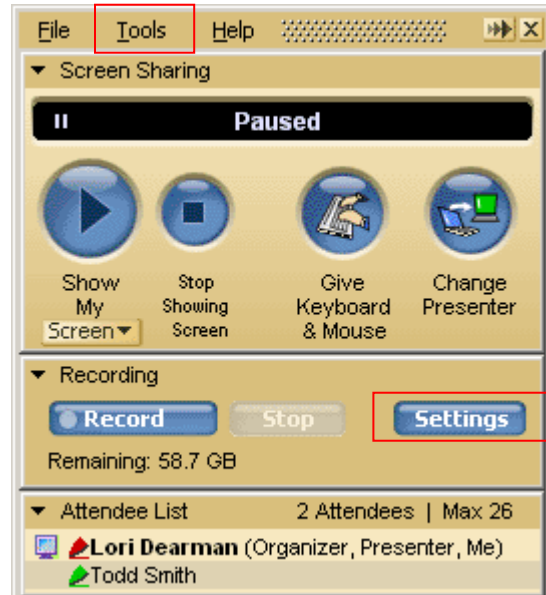 File Tools Help
Screen Sharing
Paused
Show My Screen
Stop Showing Screen
Give Keyboard & Mouse
Change Presenter
Recording
Record Stop Settings
Remaining: 58.7 GB
Attendee List 2 Attendees | Max 26
Lori Dearman (Organizer, Presenter, Me)
Todd Smith